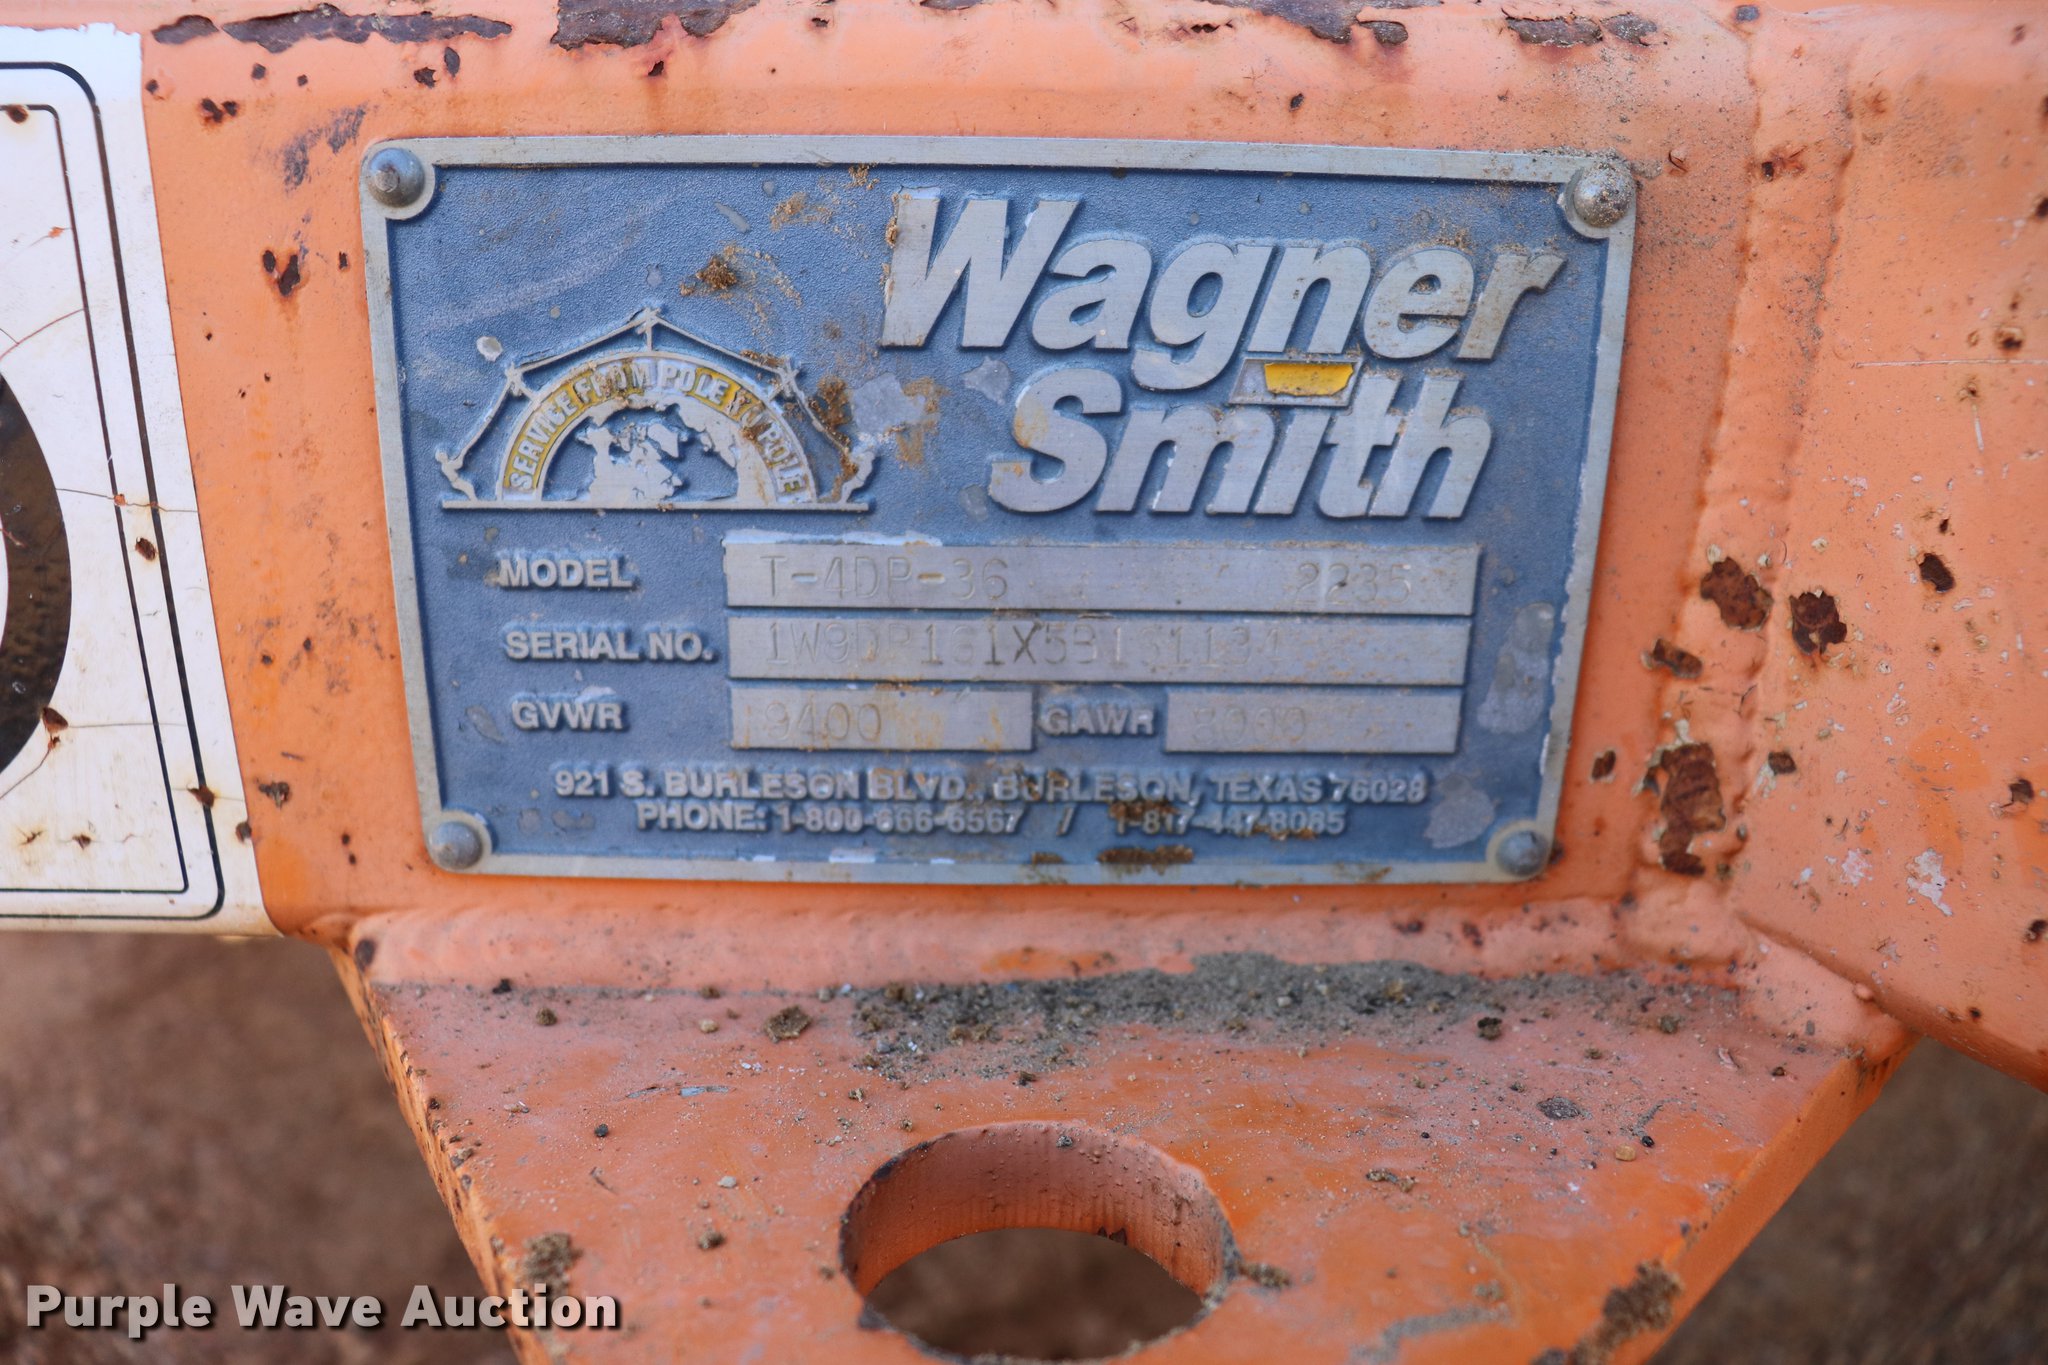 Wagner
Smith
SERVICE FROM POLE TO POLE
MODEL T-4DP-36 2235
SERIAL NO. 1W9DP161X5B151134
GVWR 9400 GAWR 8000
921 S. BURLESON BLVD., BURLESON, TEXAS 76028
PHONE: 1-800-666-6567 / 1-817-447-8085
Purple Wave Auction